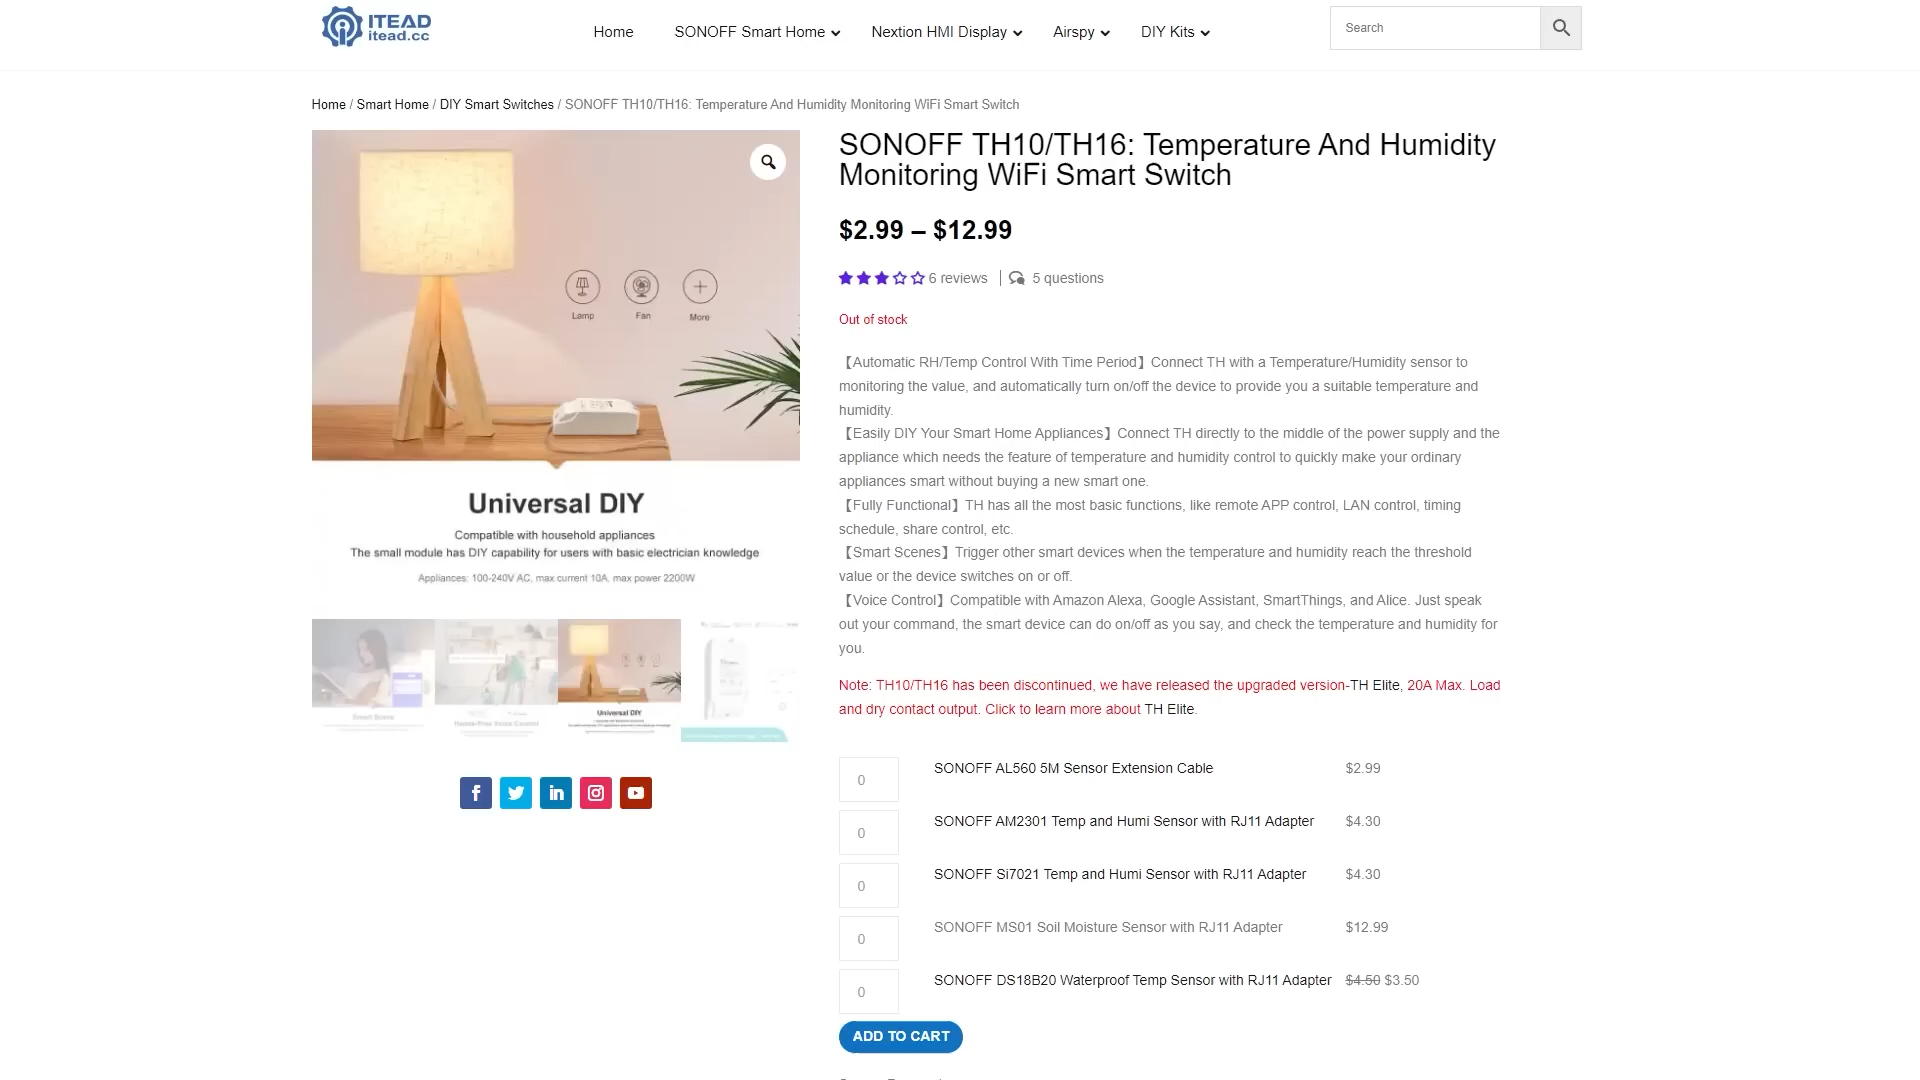 ITEAD
itead.cc
Home
SONOFF Smart Home
Nextion HMI Display
Airspy
DIY Kits
Search
Home / Smart Home / DIY Smart Switches / SONOFF TH10/TH16: Temperature And Humidity Monitoring WiFi Smart Switch
Lamp
Fan
More
Universal DIY
Compatible with household appliances
The small module has DIY capability for users with basic electrician knowledge
Appliances: 100-240V AC, max current 10A, max power 2200W
Smart Scene
Hands-Free Voice Control
Universal DIY
SONOFF TH10/TH16: Temperature And Humidity
Monitoring WiFi Smart Switch
$2.99 – $12.99
6 reviews
5 questions
Out of stock
【Automatic RH/Temp Control With Time Period】Connect TH with a Temperature/Humidity sensor to
monitoring the value, and automatically turn on/off the device to provide you a suitable temperature and
humidity.
【Easily DIY Your Smart Home Appliances】Connect TH directly to the middle of the power supply and the
appliance which needs the feature of temperature and humidity control to quickly make your ordinary
appliances smart without buying a new smart one.
【Fully Functional】TH has all the most basic functions, like remote APP control, LAN control, timing
schedule, share control, etc.
【Smart Scenes】Trigger other smart devices when the temperature and humidity reach the threshold
value or the device switches on or off.
【Voice Control】Compatible with Amazon Alexa, Google Assistant, SmartThings, and Alice. Just speak
out your command, the smart device can do on/off as you say, and check the temperature and humidity for
you.
Note: TH10/TH16 has been discontinued, we have released the upgraded version-TH Elite, 20A Max. Load
and dry contact output. Click to learn more about TH Elite.
0 SONOFF AL560 5M Sensor Extension Cable $2.99
0 SONOFF AM2301 Temp and Humi Sensor with RJ11 Adapter $4.30
0 SONOFF Si7021 Temp and Humi Sensor with RJ11 Adapter $4.30
0 SONOFF MS01 Soil Moisture Sensor with RJ11 Adapter $12.99
0 SONOFF DS18B20 Waterproof Temp Sensor with RJ11 Adapter $4.50 $3.50
ADD TO CART